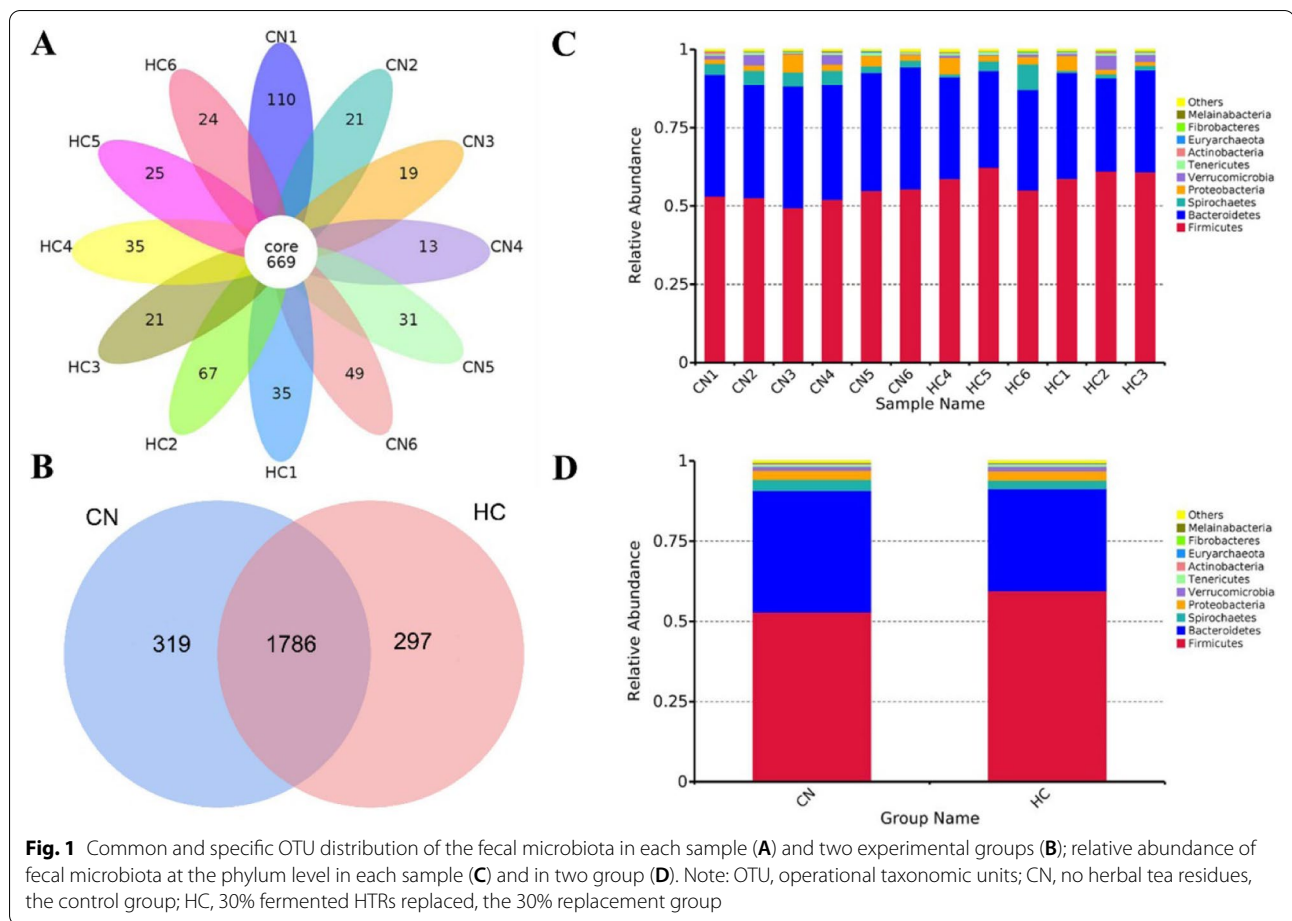 A
CN1
HC6
CN2
110
24
21
HC5
CN3
25
19
HC4
35
core
669
13
CN4
21
31
HC3
67
35
49
CN5
HC2
CN6
HC1
B
CN
HC
319
1786
297
C
1
0.75
0.5
0.25
0
Relative Abundance
CN1
CN2
CN3
CN4
CN5
CN6
HC4
HC5
HC6
HC1
HC2
HC3
Sample Name
Others
Melainabacteria
Fibrobacteres
Euryarchaeota
Actinobacteria
Tenericutes
Verrucomicrobia
Proteobacteria
Spirochaetes
Bacteroidetes
Firmicutes
D
1
0.75
0.5
0.25
0
Relative Abundance
CN
HC
Group Name
Others
Melainabacteria
Fibrobacteres
Euryarchaeota
Actinobacteria
Tenericutes
Verrucomicrobia
Proteobacteria
Spirochaetes
Bacteroidetes
Firmicutes
Fig. 1 Common and specific OTU distribution of the fecal microbiota in each sample (A) and two experimental groups (B); relative abundance of
fecal microbiota at the phylum level in each sample (C) and in two group (D). Note: OTU, operational taxonomic units; CN, no herbal tea residues,
the control group; HC, 30% fermented HTRs replaced, the 30% replacement group